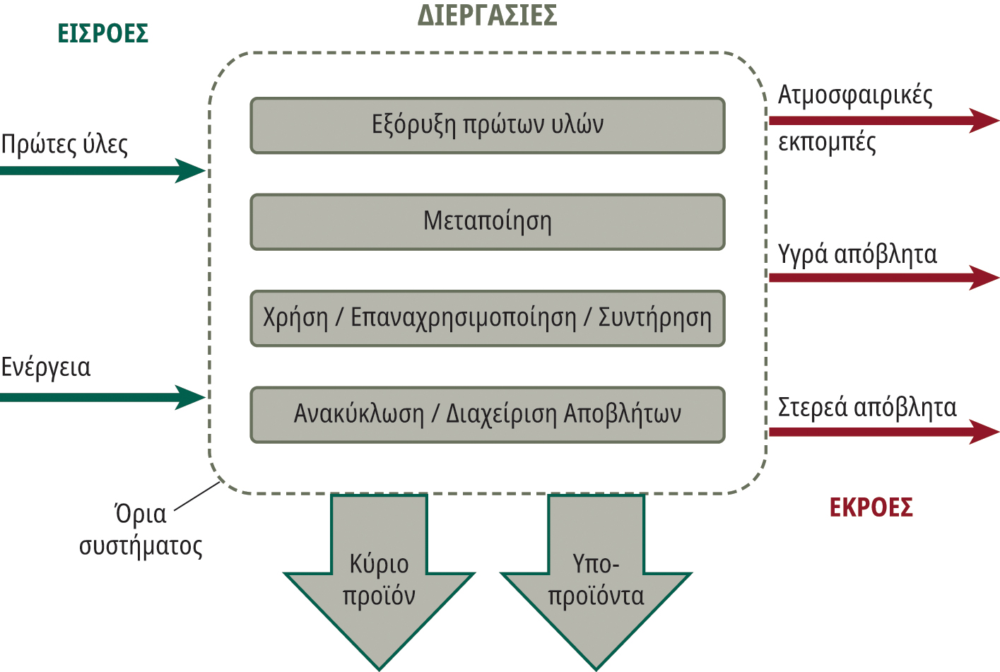 ΔΙΕΡΓΑΣΙΕΣ
ΕΙΣΡΟΕΣ
Πρώτες ύλες
Ενέργεια
Εξόρυξη πρώτων υλών
Μεταποίηση
Χρήση / Επαναχρησιμοποίηση / Συντήρηση
Ανακύκλωση / Διαχείριση Αποβλήτων
Ατμοσφαιρικές
εκπομπές
Υγρά απόβλητα
Στερεά απόβλητα
ΕΚΡΟΕΣ
Όρια
συστήματος
Κύριο
προϊόν
Υπο-
προϊόντα